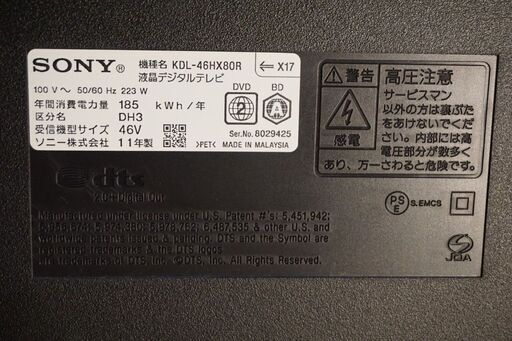 SONY®
機種名 KDL-46HX80R
液晶デジタルテレビ
X17
100 V～ 50/60 Hz 223 W
年間消費電力量 185 kWh/年
区分名 DH3
受信機型サイズ 46V
ソニー株式会社 11年製
DVD
2
BD
A
Ser.No. 8029425
>PET< MADE IN MALAYSIA
警告
感電
高圧注意
サービスマン
以外の方は裏ぶた
をあけないでくだ
さい。内部には高
電圧部分が数多く
あり、万一さわると危険です。
dts
2.0+Digital Out
Manufactured under license under U.S. Patent #'s: 5,451,942;
5,956,674; 5,974,380; 5,978,762; 6,487,535 & other U.S. and
worldwide patents issued & pending. DTS and the Symbol are
registered trademarks, & DTS 2.0+ Digital Out and the DTS logos
are trademarks of DTS, Inc. ©DTS, Inc. All Rights Reserved.
PS
E
S.EMCS
JQA